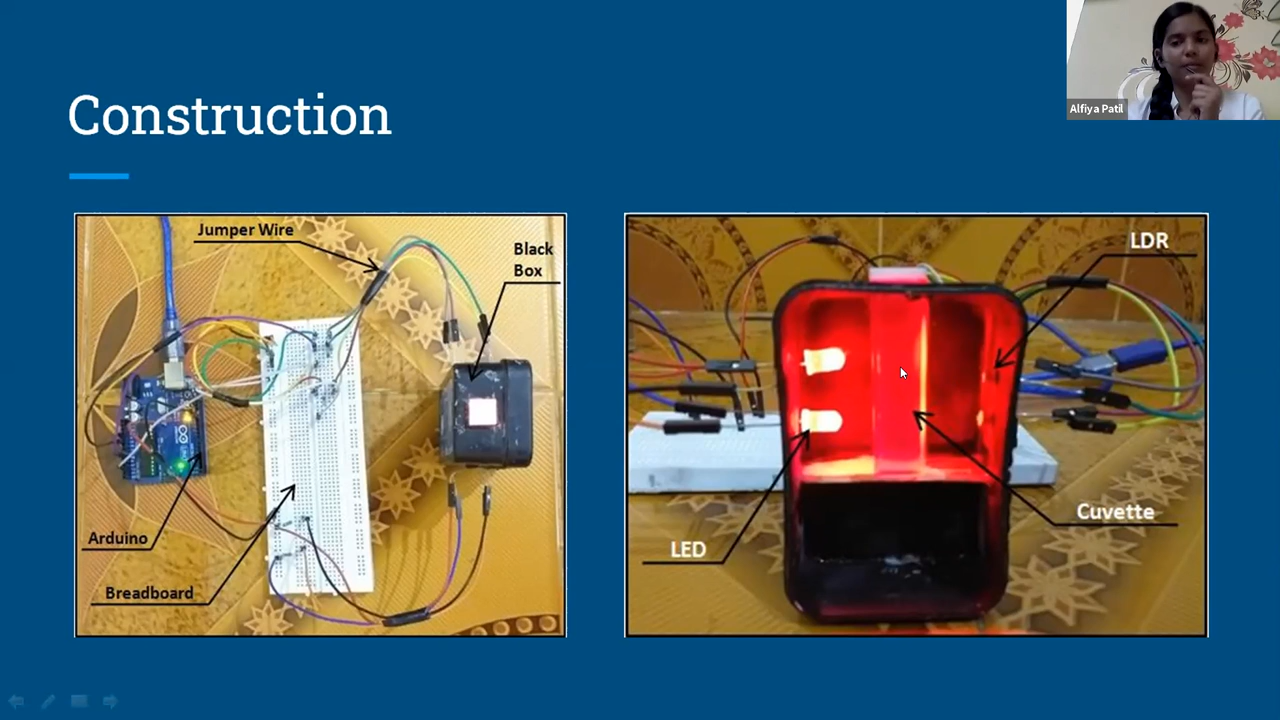 Construction
Alfiya Patil
Jumper Wire
Black
Box
Arduino
Breadboard
LDR
Cuvette
LED